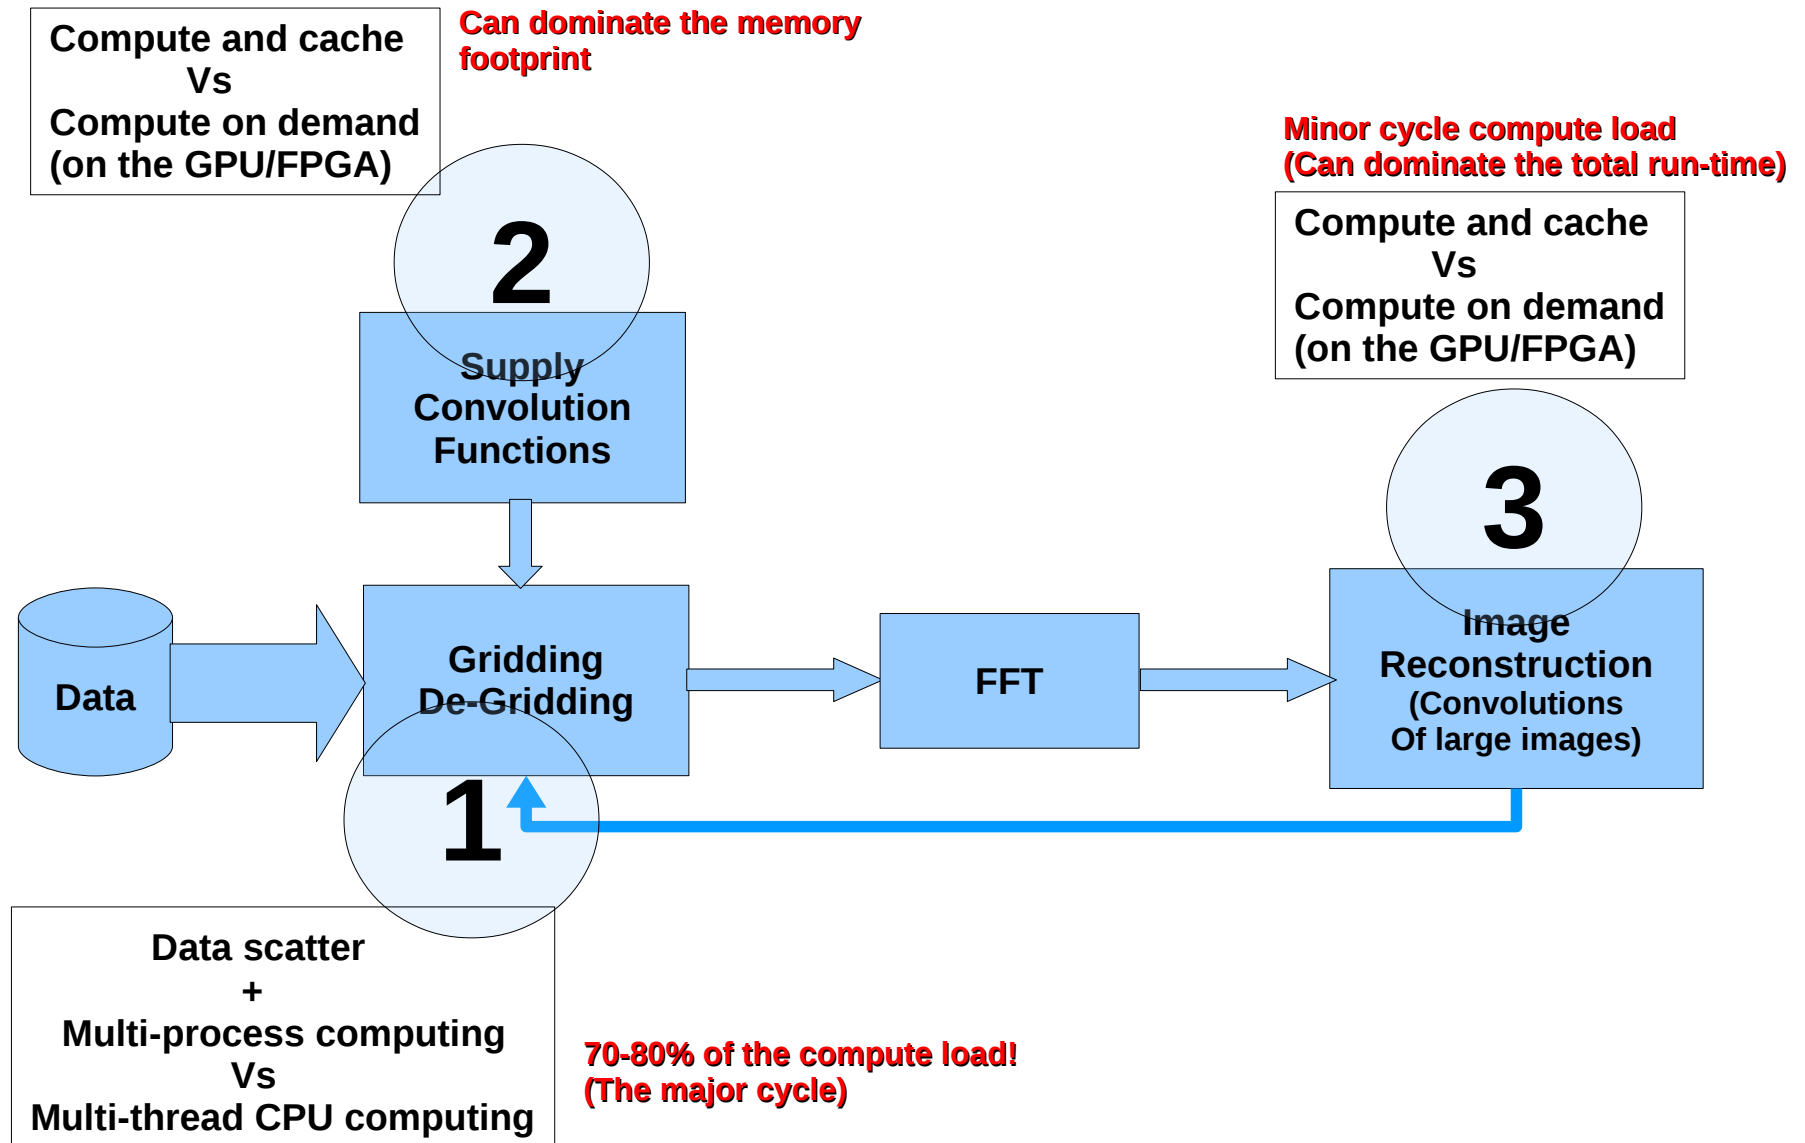 Compute and cache
Vs
Compute on demand
(on the GPU/FPGA)
Can dominate the memory
footprint
2
Supply
Convolution
Functions
Minor cycle compute load
(Can dominate the total run-time)
Compute and cache
Vs
Compute on demand
(on the GPU/FPGA)
3
Data
Gridding
De-Gridding
FFT
Image
Reconstruction
(Convolutions
Of large images)
1
Data scatter
+
Multi-process computing
Vs
Multi-thread CPU computing
70-80% of the compute load!
(The major cycle)